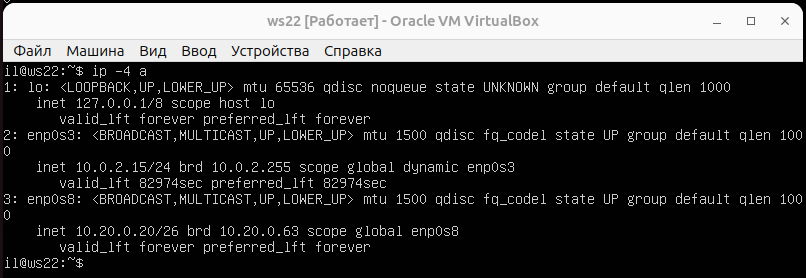 ws22 [Работает] - Oracle VM VirtualBox
Файл Машина Вид Ввод Устройства Справка
il@ws22:~$ ip -4 a
1: lo: <LOOPBACK,UP,LOWER_UP> mtu 65536 qdisc noqueue state UNKNOWN group default qlen 1000
    inet 127.0.0.1/8 scope host lo
       valid_lft forever preferred_lft forever
2: enp0s3: <BROADCAST,MULTICAST,UP,LOWER_UP> mtu 1500 qdisc fq_codel state UP group default qlen 100
0
    inet 10.0.2.15/24 brd 10.0.2.255 scope global dynamic enp0s3
       valid_lft 82974sec preferred_lft 82974sec
3: enp0s8: <BROADCAST,MULTICAST,UP,LOWER_UP> mtu 1500 qdisc fq_codel state UP group default qlen 100
0
    inet 10.20.0.20/26 brd 10.20.0.63 scope global enp0s8
       valid_lft forever preferred_lft forever
il@ws22:~$